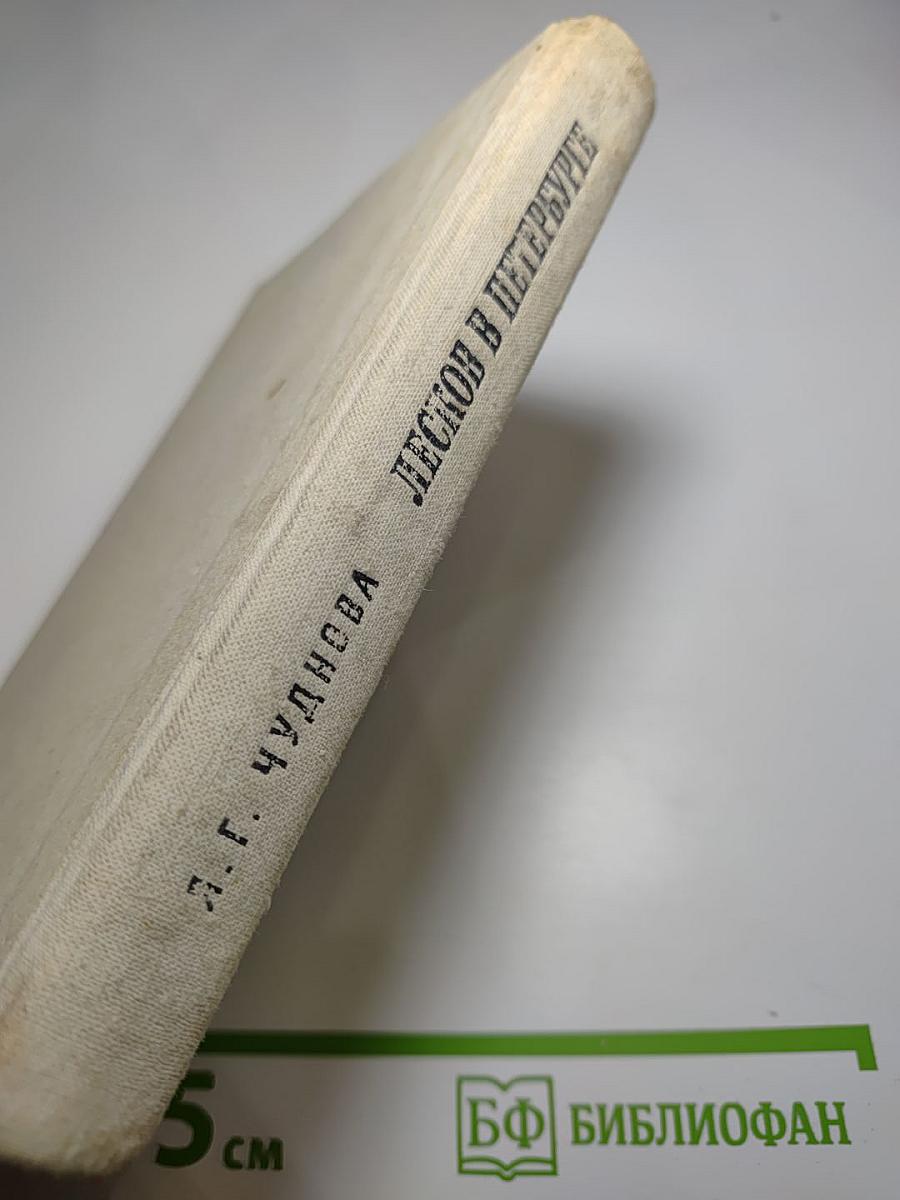 Л. Г. ЧУДНОВА ЛЕСКОВ В ПЕТЕРБУРГЕ
5 см
БФ БИБЛИОФАН